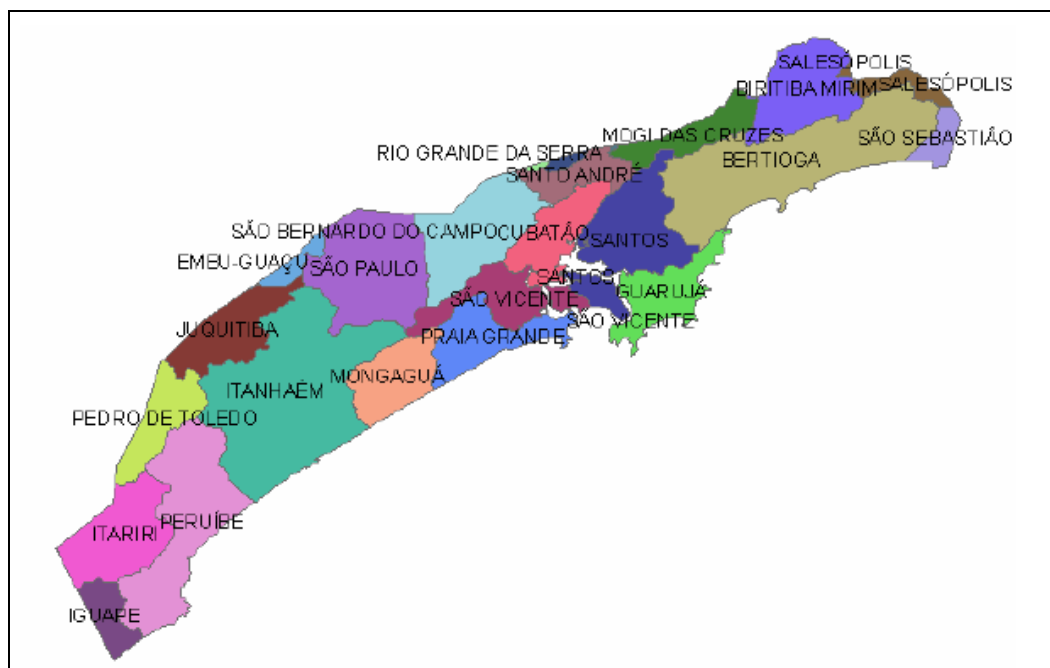 SALESÓPOLIS
BIRITIBA MIRIM
SALESÓPOLIS
MOGI DAS CRUZES
SÃO SEBASTIÃO
RIO GRANDE DA SERRA
BERTIOGA
SANTO ANDRÉ
SÃO BERNARDO DO CAMPO
CUBATÃO
SANTOS
EMBU-GUAÇU
SÃO PAULO
SANTOS
GUARUJÁ
SÃO VICENTE
SÃO VICENTE
JUQUITIBA
PRAIA GRANDE
MONGAGUÁ
ITANHAÉM
PEDRO DE TOLEDO
PERUÍBE
ITARIRI
IGUAPE